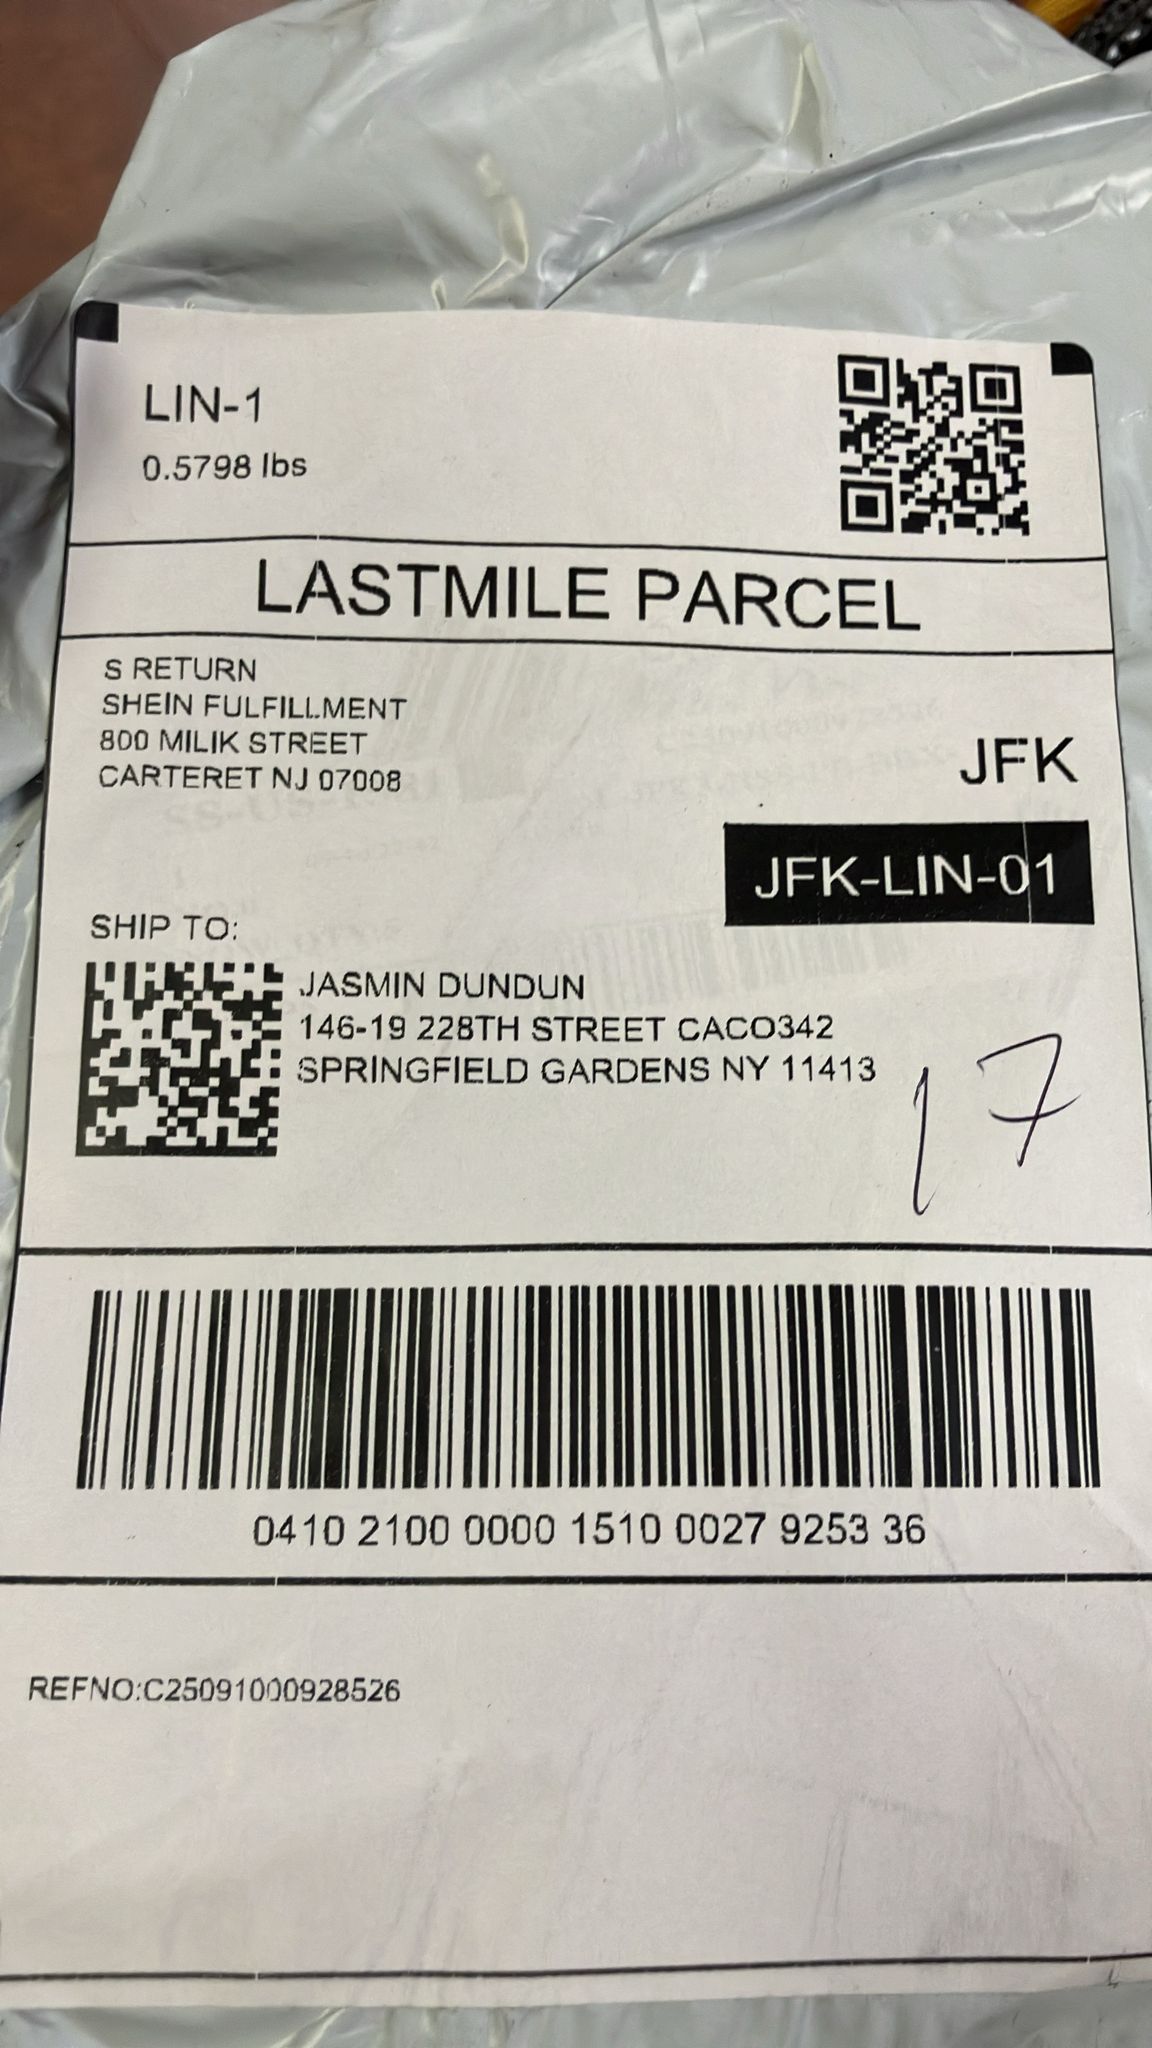 LIN-1
0.5798 lbs
LASTMILE PARCEL
S RETURN
SHEIN FULFILLMENT
800 MILIK STREET
CARTERET NJ 07008
JFK
JFK-LIN-01
SHIP TO:
JASMIN DUNDUN
146-19 228TH STREET CACO342
SPRINGFIELD GARDENS NY 11413
17
0410 2100 0000 1510 0027 9253 36
REFNO:C25091000928526